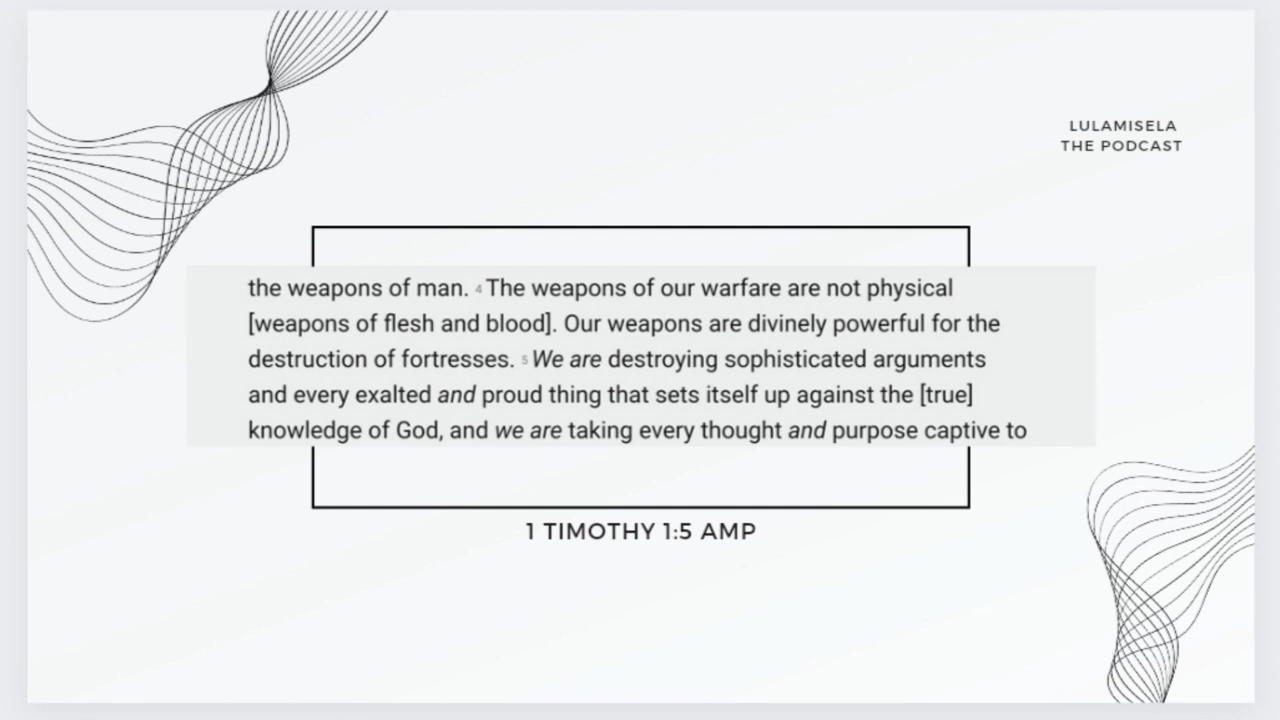 LULAMISELA
THE PODCAST
the weapons of man. 4 The weapons of our warfare are not physical
[weapons of flesh and blood]. Our weapons are divinely powerful for the
destruction of fortresses. 5 We are destroying sophisticated arguments
and every exalted and proud thing that sets itself up against the [true]
knowledge of God, and we are taking every thought and purpose captive to
1 TIMOTHY 1:5 AMP